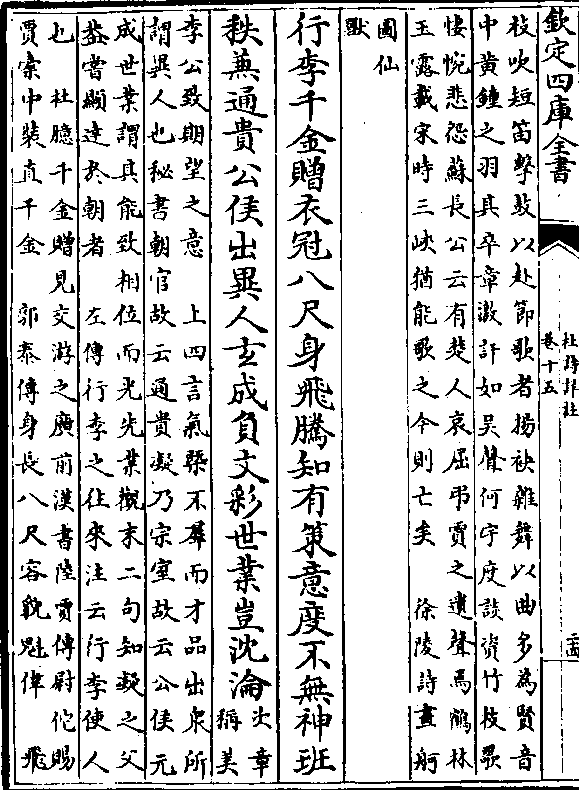 欽定四庫全書
杜詩詳註
卷十五
枝吹短笛擊鼓以赴節歌者揚袂雜舞以曲多為賢音
中黄鍾之羽其卒章激訐如吳聲何宇度談資竹枝歌
悽惋悲怨蘇長公云有楚人哀屈弔賈之遺聲焉鶴林
玉露載宋時三峽猶能歌之今則亡矣　徐陵詩畫舸
圖仙
獸
行李千金贈衣冠八尺身飛騰知有策意度不無神班
秩兼通貴公侯出異人玄成負文彩世業豈沈淪
次章
稱美
李公致期望之意　上四言氣槩不羣而才品出衆所
謂異人也秘書朝官故云通貴凝乃宗室故云公侯元
成世業謂其能致相位而光先業觀末二句知凝之父
葢嘗顯達於朝者　左傳行李之往來注云行李使人
也　杜臆千金贈見交游之廣前漢書陸賈傳尉佗賜
賈橐中裝直千金　郭泰傳身長八尺容貌魁偉　飛